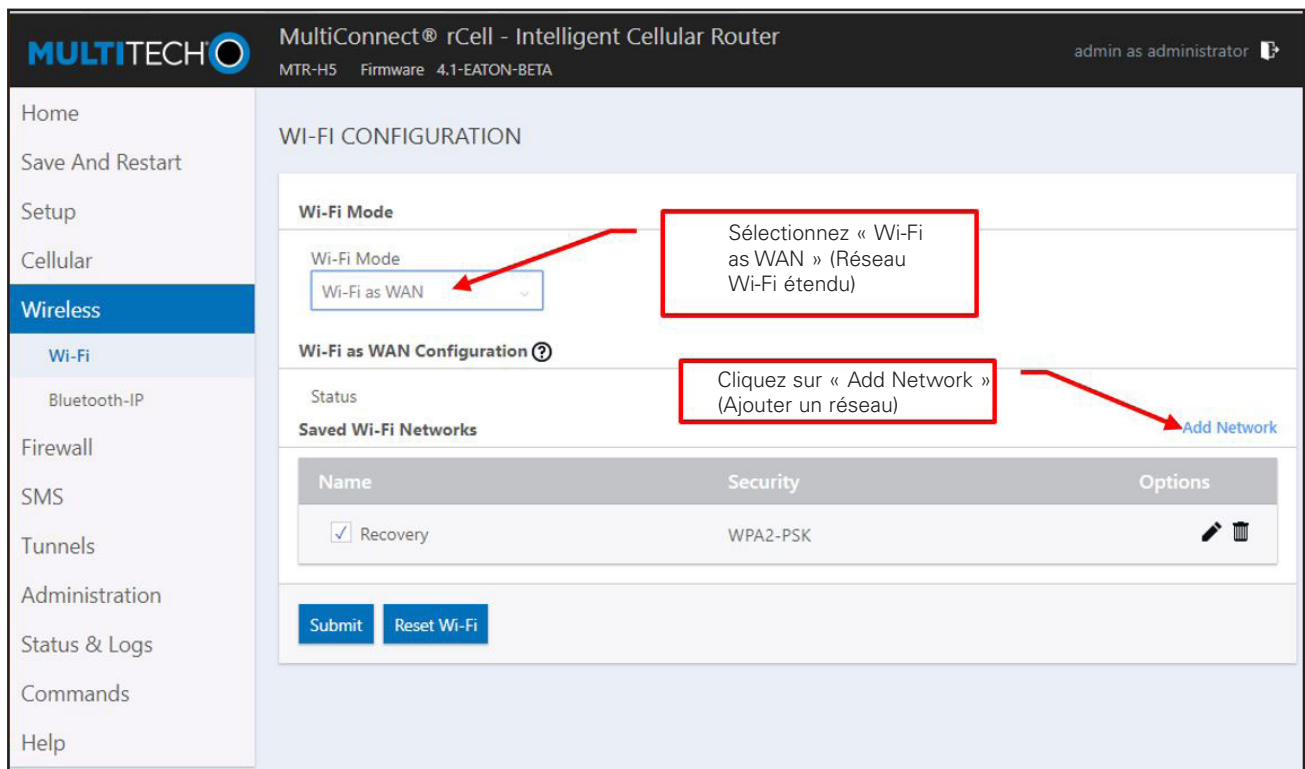 MULTITECH
MultiConnect® rCell - Intelligent Cellular Router
MTR-H5 Firmware 4.1-EATON-BETA
admin as administrator
Home
Save And Restart
Setup
Cellular
Wireless
Wi-Fi
Bluetooth-IP
Firewall
SMS
Tunnels
Administration
Status & Logs
Commands
Help
WI-FI CONFIGURATION
Wi-Fi Mode
Wi-Fi Mode
Wi-Fi as WAN
Sélectionnez « Wi-Fi
as WAN » (Réseau
Wi-Fi étendu)
Wi-Fi as WAN Configuration ?
Cliquez sur « Add Network »
(Ajouter un réseau)
Status
Saved Wi-Fi Networks
Add Network
Name Security Options
Recovery WPA2-PSK
Submit Reset Wi-Fi